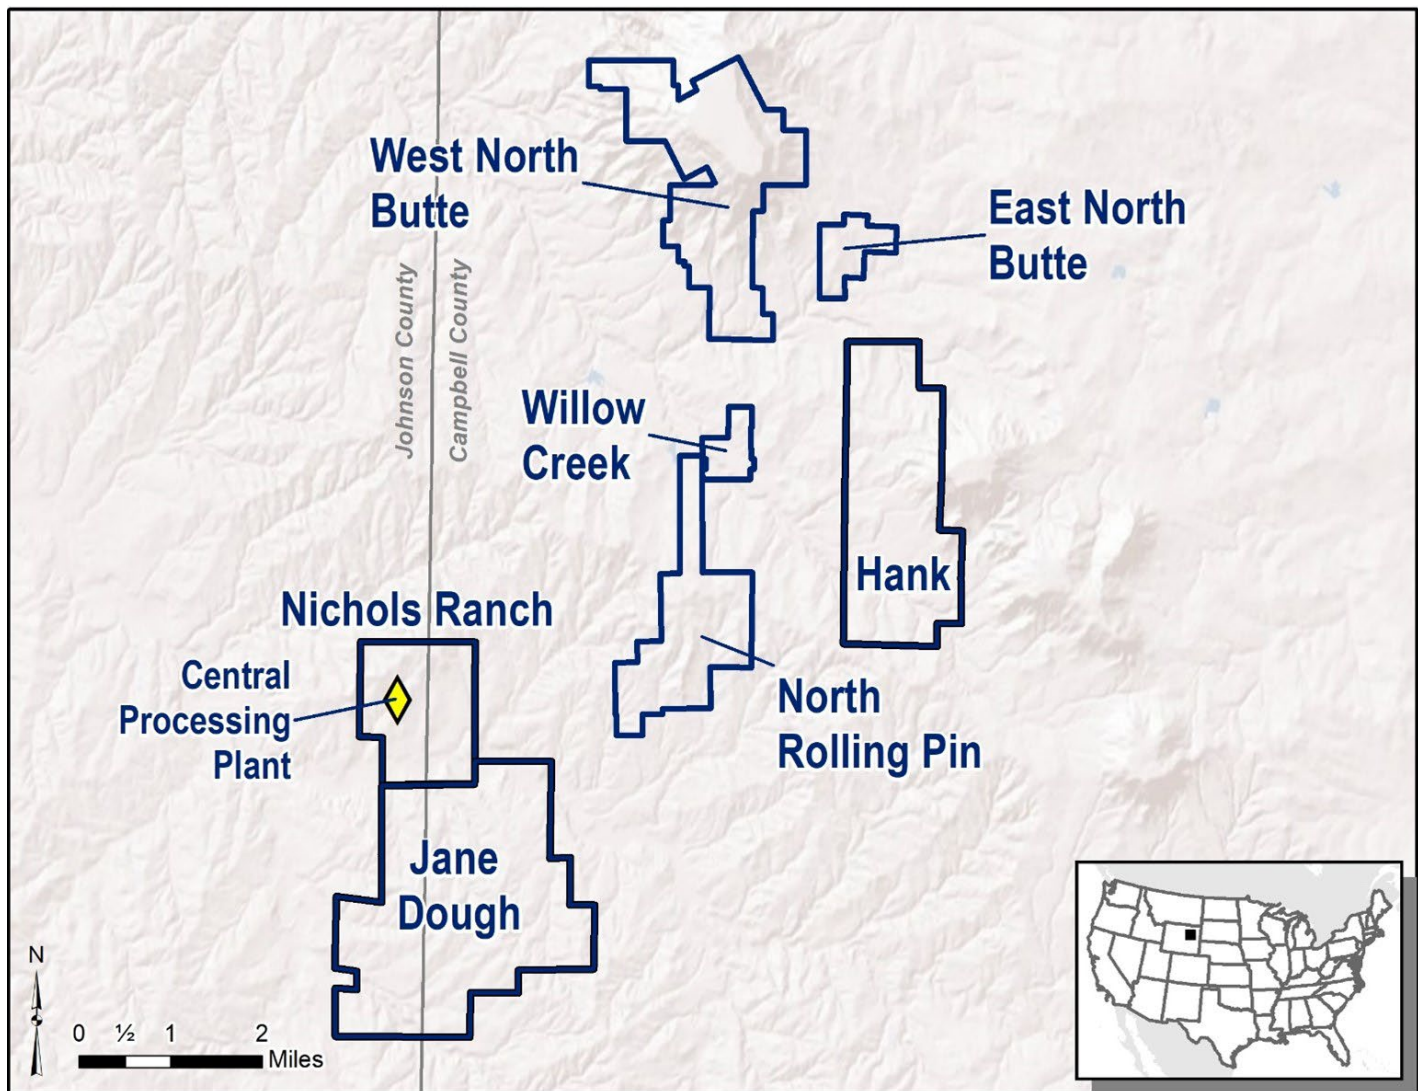 West North
Butte
East North
Butte
Johnson County
Campbell County
Willow
Creek
Hank
Nichols Ranch
Central
Processing
Plant
North
Rolling Pin
Jane
Dough
N
0 ½ 1 2
Miles